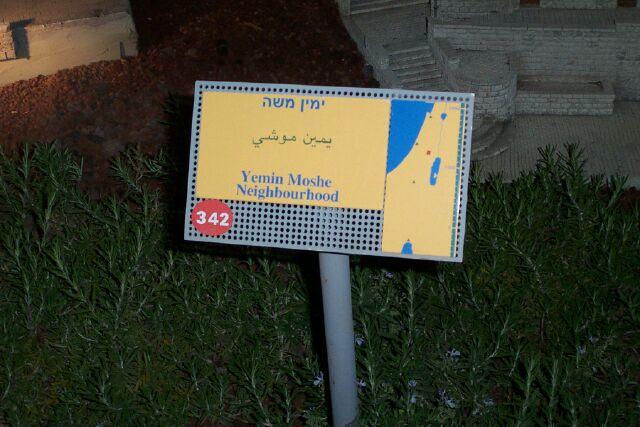 ימין משה
يمين موشي
Yemin Moshe
Neighbourhood
342